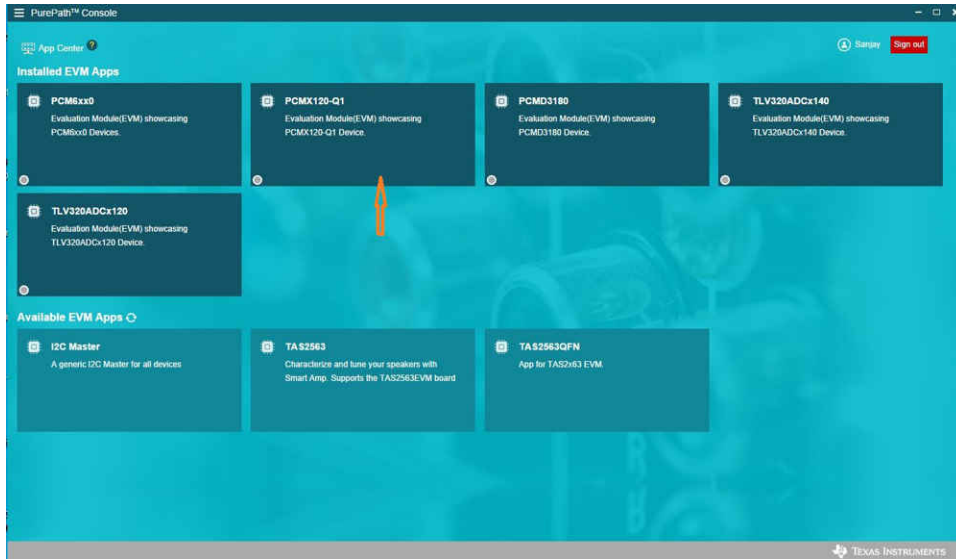 PurePath™ Console
App Center ?
Sanjay
Sign out
Installed EVM Apps
PCM6xx0
Evaluation Module(EVM) showcasing
PCM6xx0 Devices.
PCMX120-Q1
Evaluation Module(EVM) showcasing
PCMX120-Q1 Device.
PCMD3180
Evaluation Module(EVM) showcasing
PCMD3180 Device.
TLV320ADCx140
Evaluation Module(EVM) showcasing
TLV320ADCx140 Device.
TLV320ADCx120
Evaluation Module(EVM) showcasing
TLV320ADCx120 Device.
Available EVM Apps
I2C Master
A generic I2C Master for all devices
TAS2563
Characterize and tune your speakers with
Smart Amp. Supports the TAS2563EVM board
TAS2563QFN
App for TAS2x63 EVM.
TEXAS INSTRUMENTS